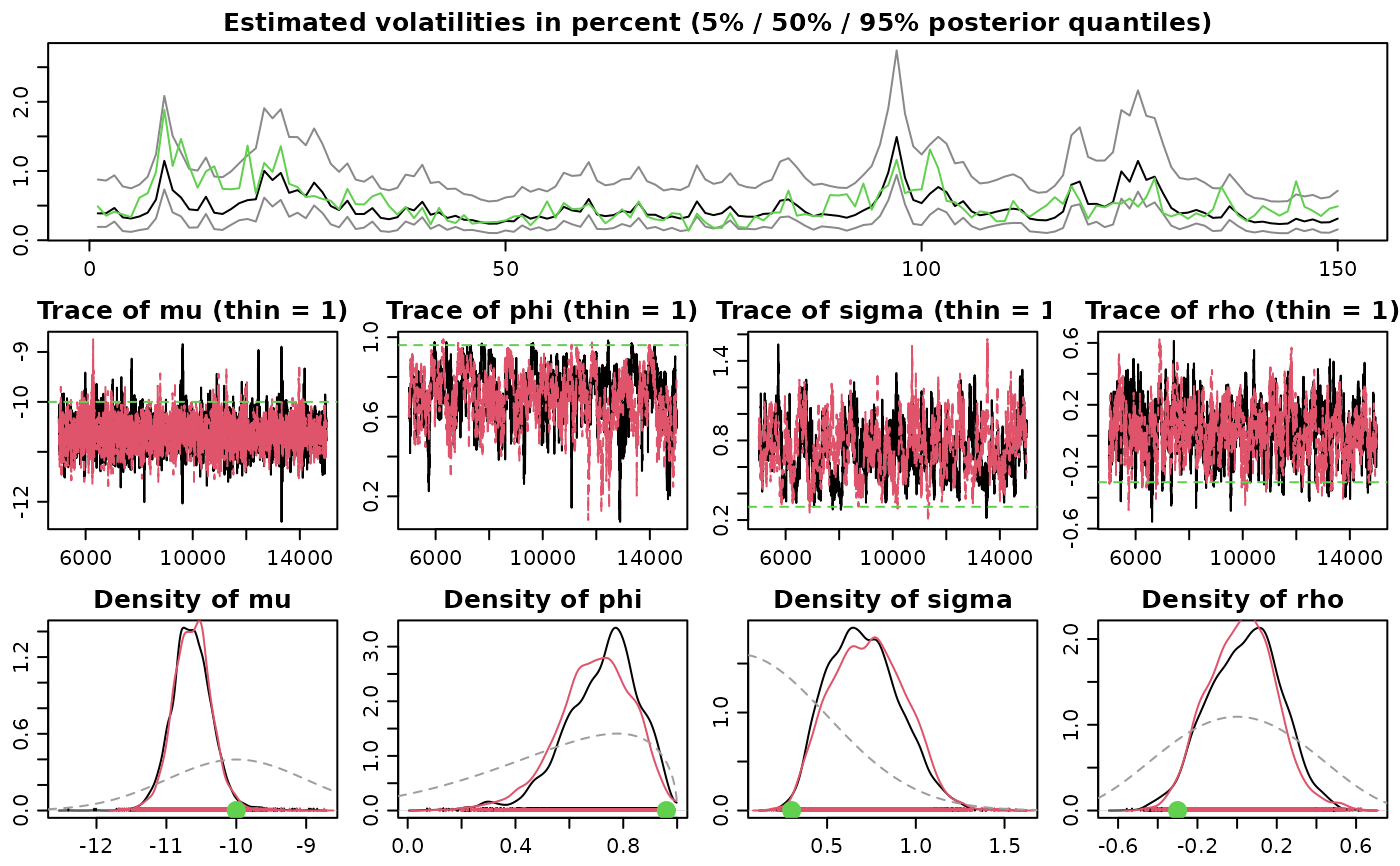 Estimated volatilities in percent (5% / 50% / 95% posterior quantiles)
0.0 1.0 2.0
0 50 100 150
Trace of mu (thin = 1) Trace of phi (thin = 1) Trace of sigma (thin = 1 Trace of rho (thin = 1)
-12 -10 -9
0.2 0.6 1.0
0.2 0.8 1.4
-0.6 -0.2 0.2 0.6
6000 10000 14000 6000 10000 14000 6000 10000 14000 6000 10000 14000
Density of mu Density of phi Density of sigma Density of rho
0.0 0.6 1.2
0.0 1.0 2.0 3.0
0.0 1.0
0.0 1.0 2.0
-12 -11 -10 -9 0.0 0.4 0.8 0.5 1.0 1.5 -0.6 -0.2 0.2 0.6